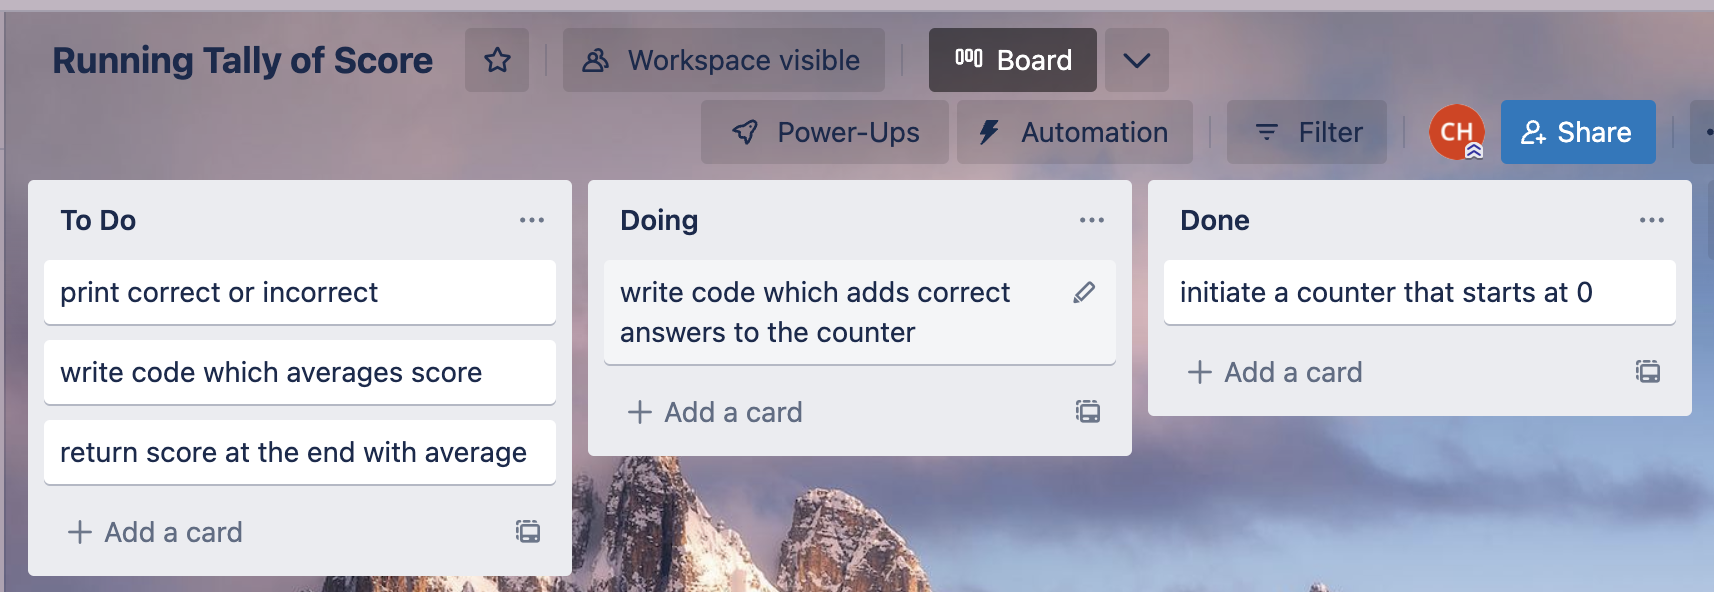 Running Tally of Score
Workspace visible
Board
Power-Ups
Automation
Filter
CH
Share
To Do
print correct or incorrect
write code which averages score
return score at the end with average
Add a card
Doing
write code which adds correct
answers to the counter
Add a card
Done
initiate a counter that starts at 0
Add a card